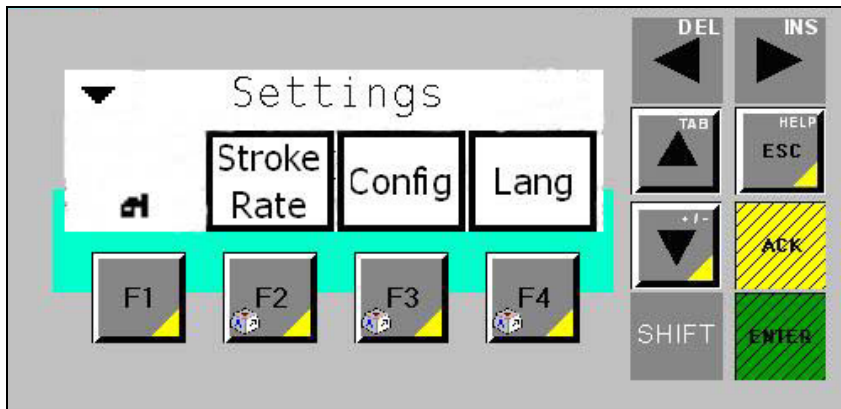 Settings
Stroke
Rate
Config
Lang
F1
F2
F3
F4
DEL
INS
TAB
HELP
ESC
+/-
ACK
SHIFT
ENTER